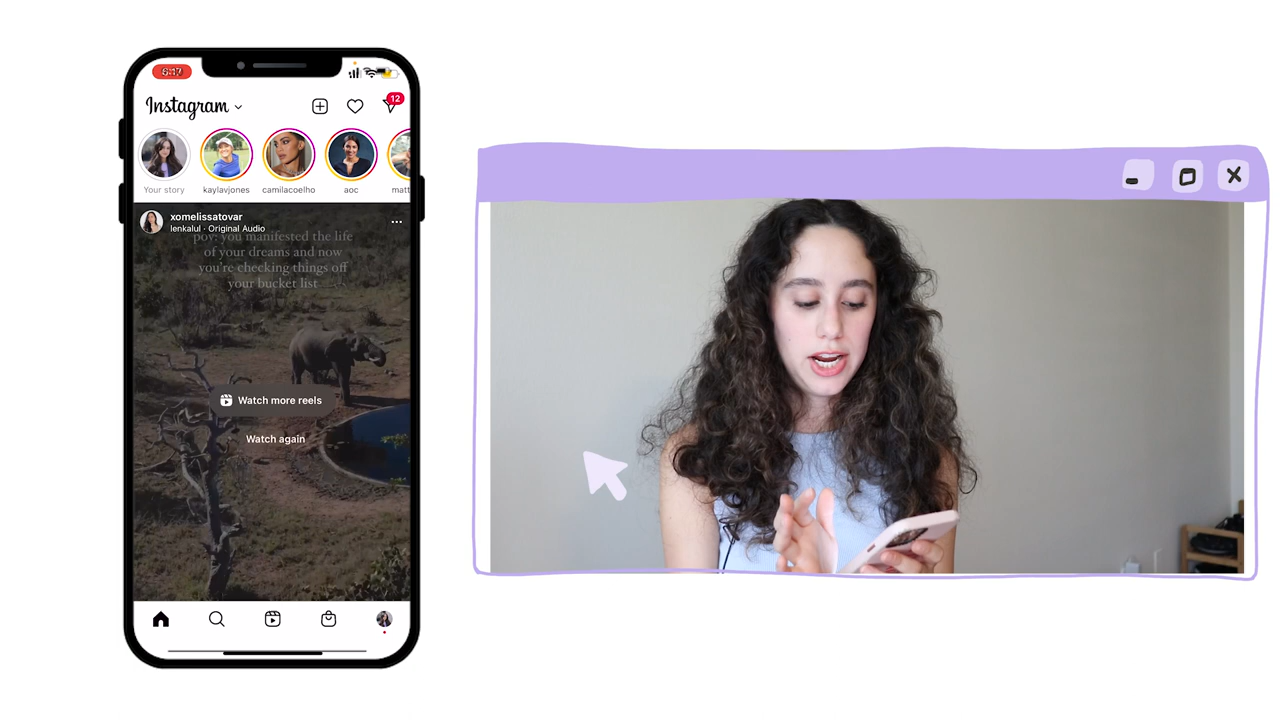 6:17
Instagram
12
Your story
kaylavjones
camilacoelho
aoc
matt
xomelissatovar
lenkalul · Original Audio
pov: you manifested the life
of your dreams and now
you're checking things off
your bucket list
Watch more reels
Watch again